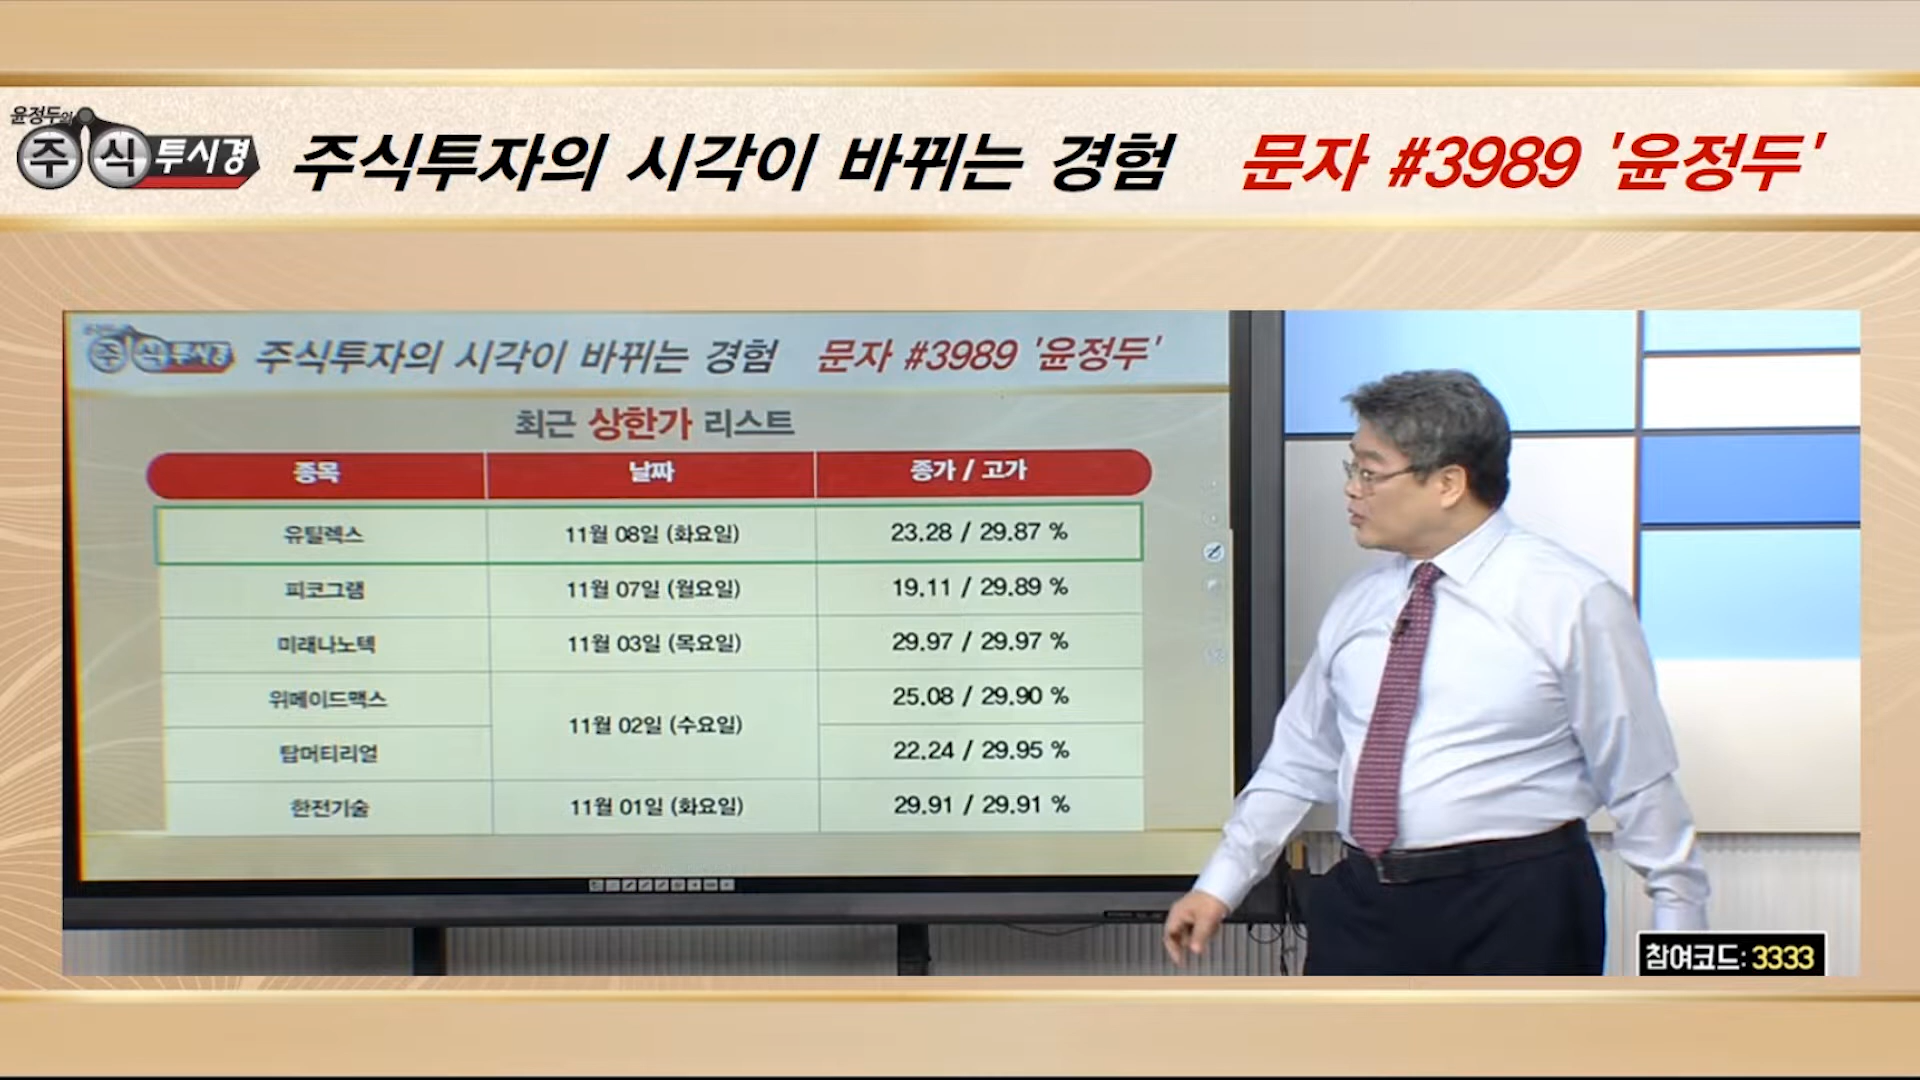 윤정두의
주식투시경
주식투자의 시각이 바뀌는 경험 문자 #3989 '윤정두'
주식투시경
주식투자의 시각이 바뀌는 경험 문자 #3989 '윤정두'
최근 상한가 리스트
종목 날짜 종가 / 고가
유틸렉스 11월 08일 (화요일) 23.28 / 29.87 %
피코그램 11월 07일 (월요일) 19.11 / 29.89 %
미래나노텍 11월 03일 (목요일) 29.97 / 29.97 %
위메이드맥스 11월 02일 (수요일) 25.08 / 29.90 %
탑머티리얼 22.24 / 29.95 %
한전기술 11월 01일 (화요일) 29.91 / 29.91 %
참여코드: 3333